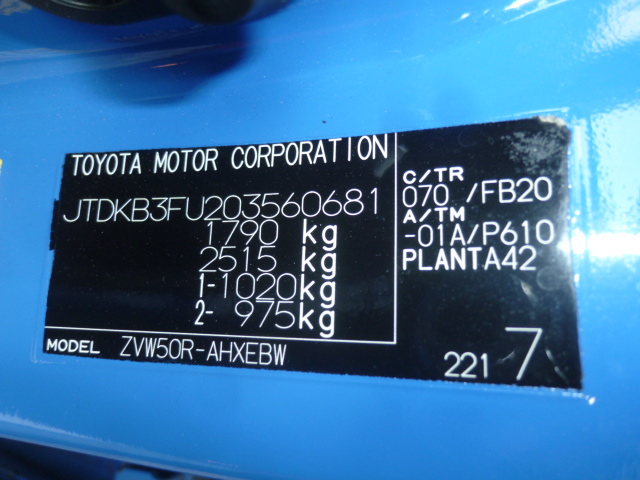 TOYOTA MOTOR CORPORATION
JTDKB3FU203560681
1790 kg
2515 kg
1-1020kg
2- 975kg
MODEL ZVW50R-AHXEBW
C/TR
070 /FB20
A/TM
-01A/P610
PLANTA42
221 7